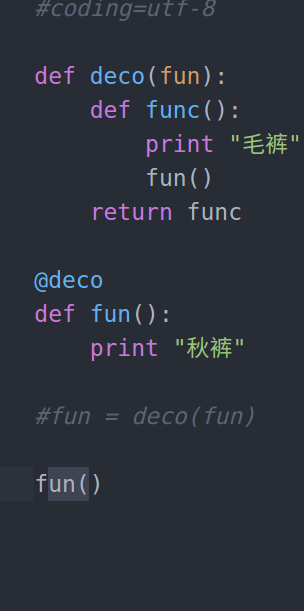 #coding=utf-8
def deco(fun):
    def func():
        print "毛裤"
        fun()
    return func
@deco
def fun():
    print "秋裤"
#fun = deco(fun)
fun()